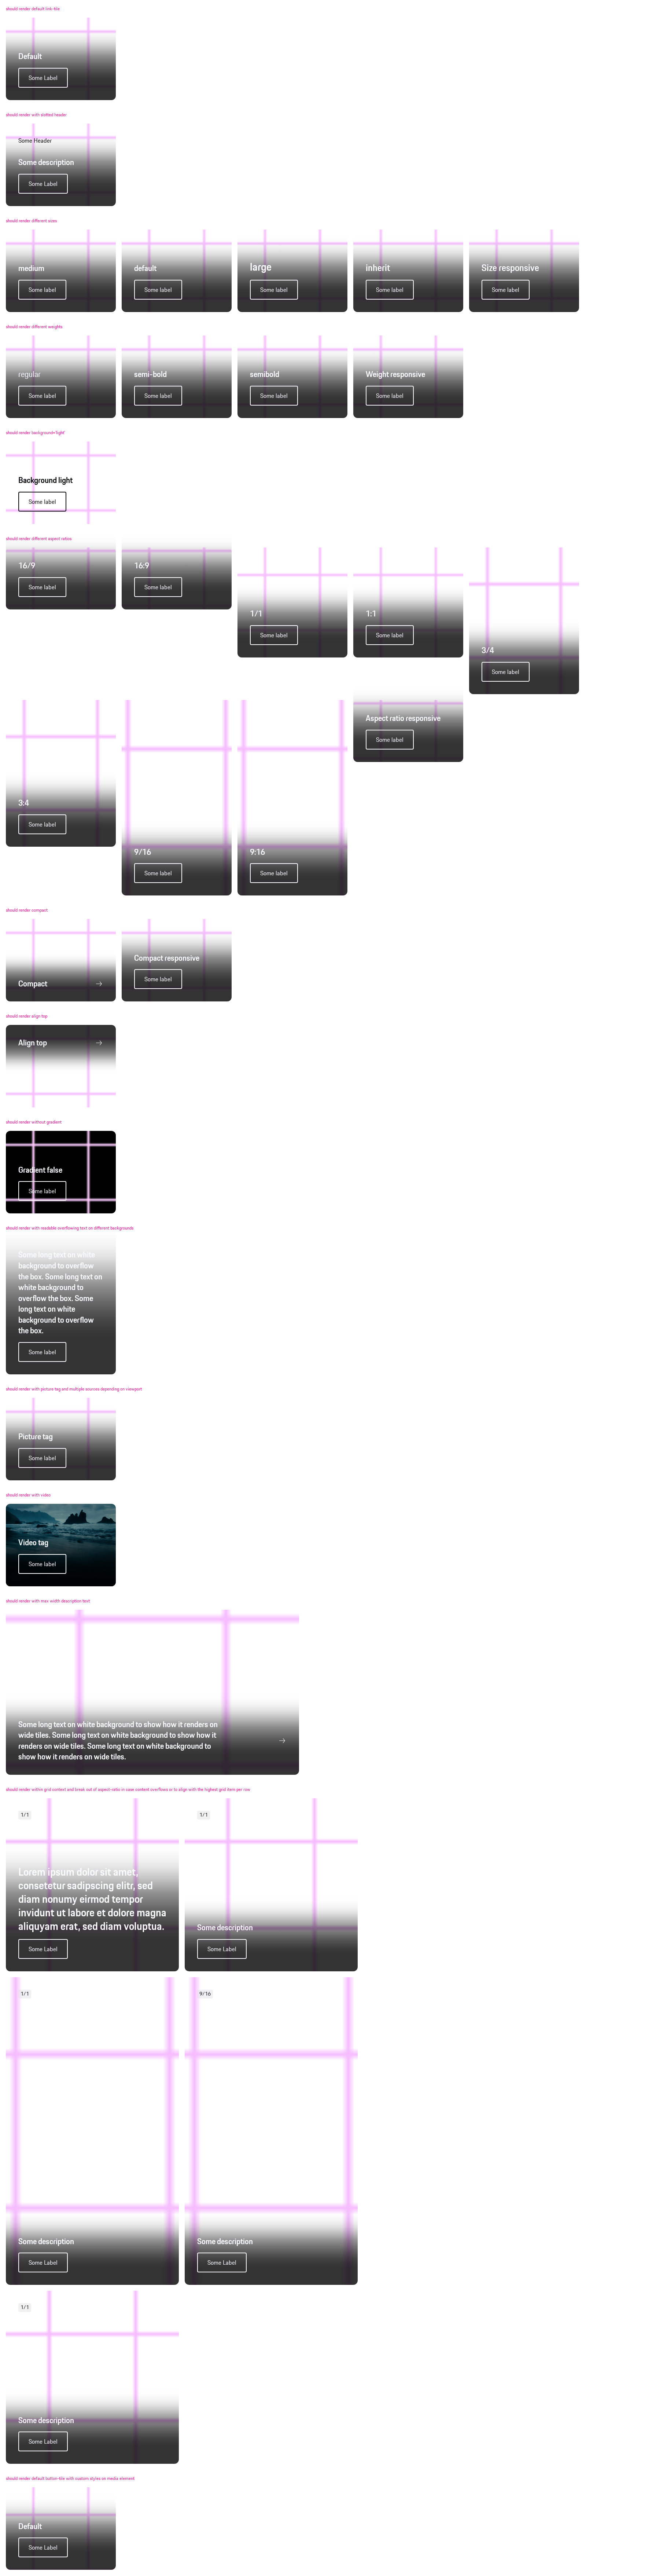 should render default link-tile
Default
Some Label
should render with slotted header
Some Header
Some description
Some Label
should render different sizes
medium
default
large
inherit
Size responsive
Some label
Some label
Some label
Some label
Some label
should render different weights
regular
semi-bold
semibold
Weight responsive
Some label
Some label
Some label
Some label
should render background='light'
Background light
Some label
should render different aspect ratios
16/9
16:9
Some label
Some label
1/1
1:1
Some label
Some label
3/4
Some label
Aspect ratio responsive
Some label
3:4
Some label
9/16
9:16
Some label
Some label
should render compact
Compact
Compact responsive
Some label
should render align top
Align top
should render without gradient
Gradient false
Some label
should render with readable overflowing text on different backgrounds
Some long text on white
background to overflow
the box. Some long text on
white background to
overflow the box. Some
long text on white
background to overflow
the box.
Some label
should render with picture tag and multiple sources depending on viewport
Picture tag
Some label
should render with video
Video tag
Some label
should render with max width description text
Some long text on white background to show how it renders on
wide tiles. Some long text on white background to show how it
renders on wide tiles. Some long text on white background to
show how it renders on wide tiles.
should render within grid context and break out of aspect-ratio in case content overflows or to align with the highest grid item per row
1/1
1/1
Lorem ipsum dolor sit amet,
consetetur sadipscing elitr, sed
diam nonumy eirmod tempor
invidunt ut labore et dolore magna
aliquyam erat, sed diam voluptua.
Some Label
Some description
Some Label
1/1
9/16
Some description
Some description
Some Label
Some Label
1/1
Some description
Some Label
should render default button-tile with custom styles on media element
Default
Some Label